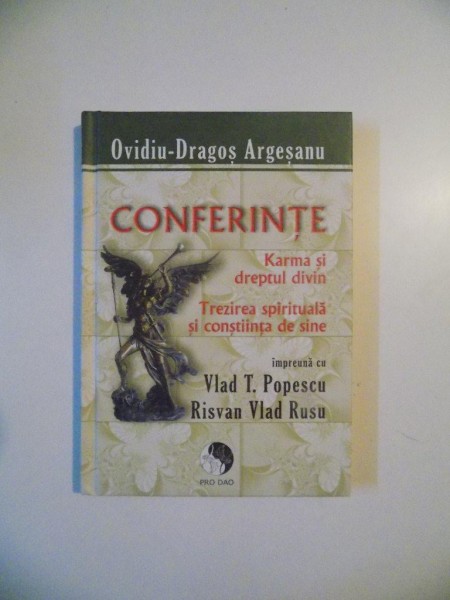 Ovidiu-Dragoș Argeșanu
CONFERINȚE
Karma și
dreptul divin
Trezirea spirituală
și conștiința de sine
împreună cu
Vlad T. Popescu
Risvan Vlad Rusu
PRO DAO